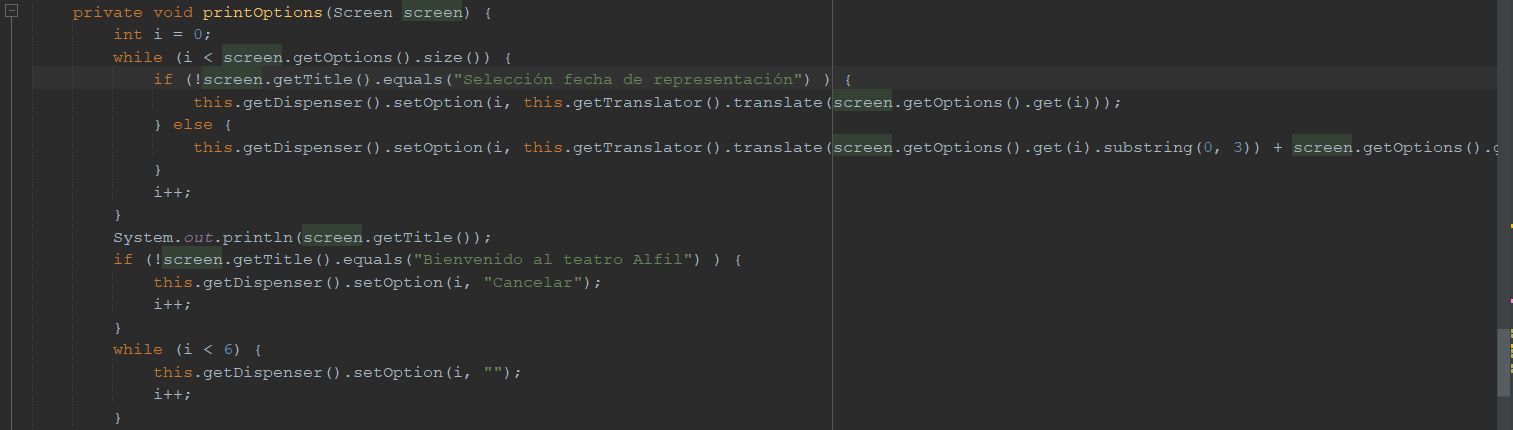 private void printOptions(Screen screen) {
int i = 0;
while (i < screen.getOptions().size()) {
if (!screen.getTitle().equals("Selección fecha de representación") ) {
this.getDispenser().setOption(i, this.getTranslator().translate(screen.getOptions().get(i)));
} else {
this.getDispenser().setOption(i, this.getTranslator().translate(screen.getOptions().get(i).substring(0, 3)) + screen.getOptions().
}
i++;
}
System.out.println(screen.getTitle());
if (!screen.getTitle().equals("Bienvenido al teatro Alfil") ) {
this.getDispenser().setOption(i, "Cancelar");
i++;
}
while (i < 6) {
this.getDispenser().setOption(i, "");
i++;
}